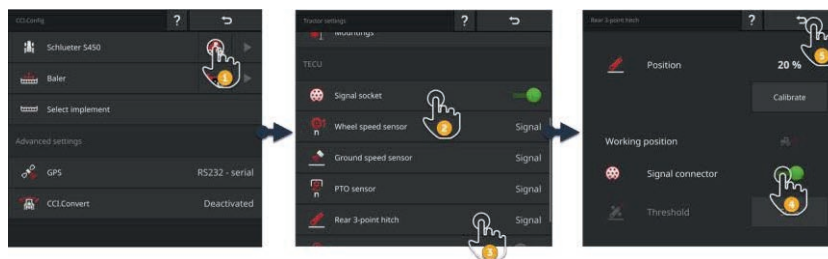 CCI.Config
?
Schlueter S450
1
Baler
Select implement
Advanced settings
GPS
RS232 - serial
CCI.Convert
Deactivated
Tractor settings
?
Mountings
TECU
Signal socket
2
Wheel speed sensor
Signal
n
Ground speed sensor
Signal
PTO sensor
Signal
n
Rear 3-point hitch
Signal
3
Rear 3-point hitch
?
5
Position
20 %
Calibrate
Working position
Signal connector
4
Threshold